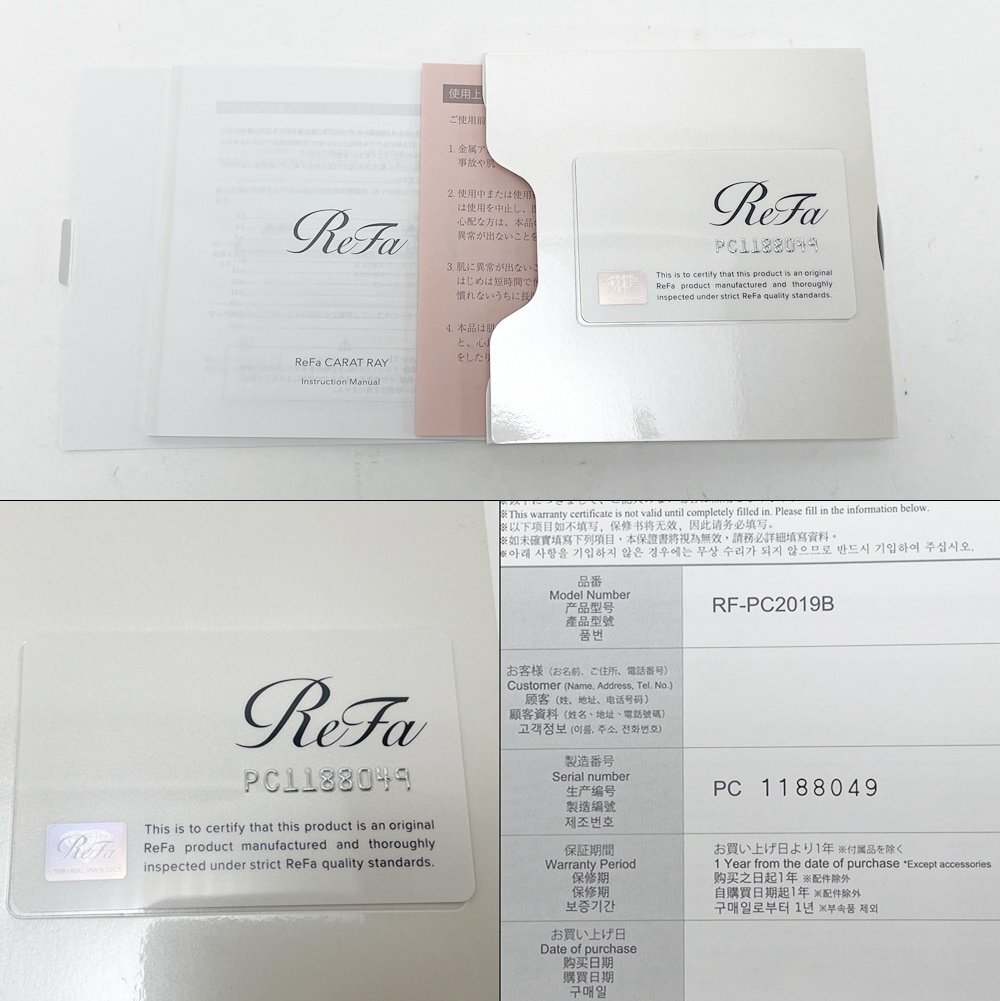 ReFa
ReFa CARAT RAY
Instruction Manual
使用上
ご使用前
1. 金属ア
事故や肌
2. 使用中または使用
は使用を中止し、
心配な方は、本品
異常が出ないことを
3. 肌に異常が出ないこ
はじめは短時間で使
慣れないうちに長
4. 本品は肌
と、心
をしたり
ReFa
PC1188049
This is to certify that this product is an original
ReFa product manufactured and thoroughly
inspected under strict ReFa quality standards.
ReFa
PC1188049
ReFa
ORIGINAL PRODUCT
This is to certify that this product is an original
ReFa product manufactured and thoroughly
inspected under strict ReFa quality standards.
※This warranty certificate is not valid until completely filled in. Please fill in the information below.
※以下项目如不填写，保修书将无效，因此请务必填写。
※如未確實填寫下列項目，本保證書將視為無效，請務必詳細填寫資料。
※아래 사항을 기입하지 않은 경우에는 무상 수리가 되지 않으므로 반드시 기입하여 주십시오.
品番
Model Number
产品型号
產品型號
품번
RF-PC2019B
お客様（お名前、ご住所、電話番号）
Customer (Name, Address, Tel. No.)
顾客（姓、地址、电话号码）
顧客資料（姓名、地址、電話號碼）
고객정보 (이름, 주소, 전화번호)
製造番号
Serial number
生产编号
製造編號
제조번호
PC 1188049
保証期間
Warranty Period
保修期
保修期
보증기간
お買い上げ日より1年 ※付属品を除く
1 Year from the date of purchase *Except accessories
购买之日起1年 ※配件除外
自購買日期起1年 ※配件除外
구매일로부터 1년 ※부속품 제외
お買い上げ日
Date of purchase
购买日期
購買日期
구매일